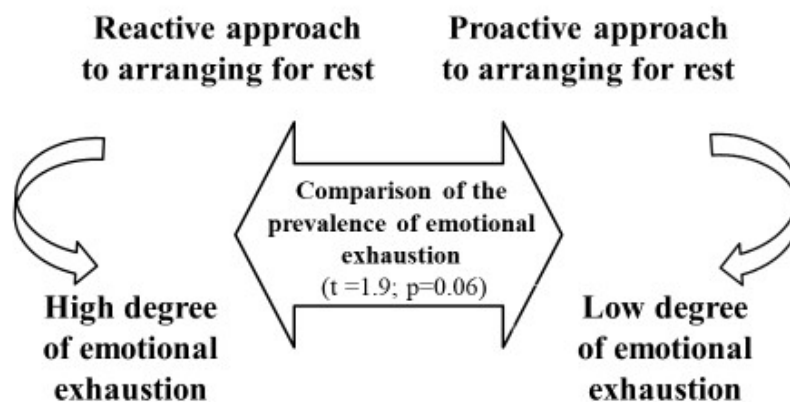 Reactive approach
to arranging for rest
Proactive approach
to arranging for rest
Comparison of the
prevalence of emotional
exhaustion
(t =1.9; p=0.06)
High degree
of emotional
exhaustion
Low degree
of emotional
exhaustion